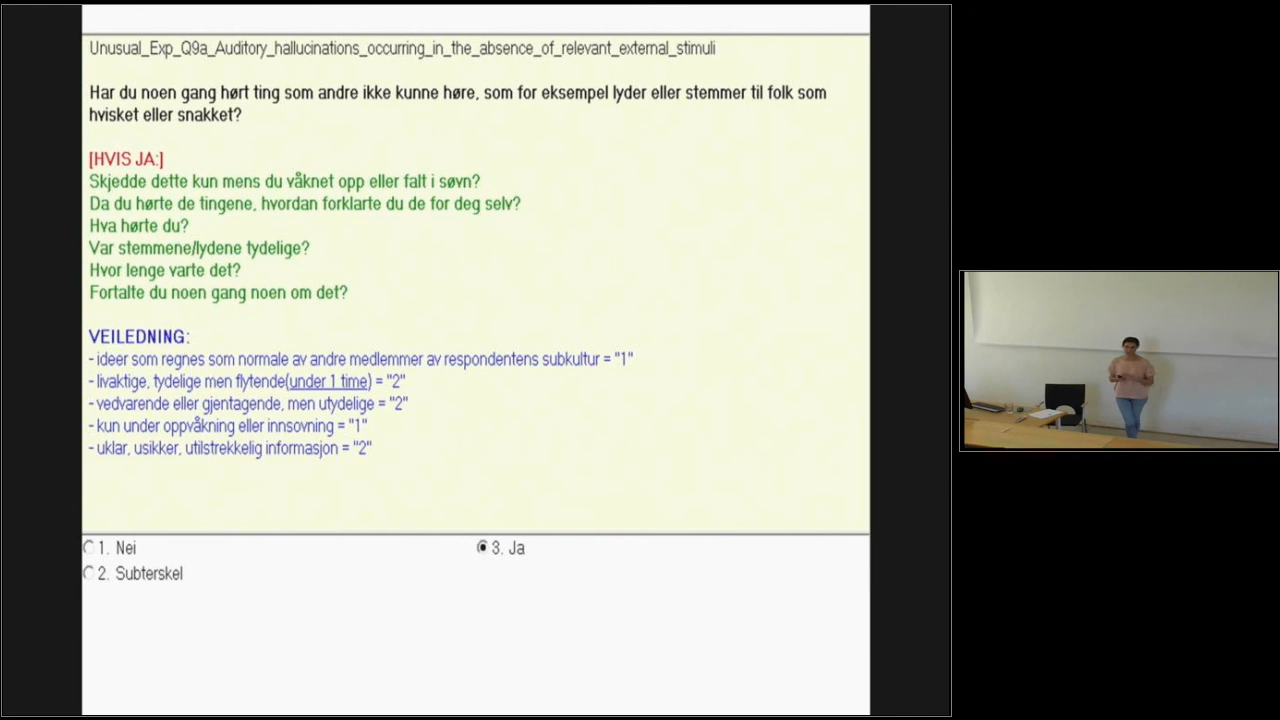 Unusual_Exp_Q9a_Auditory_hallucinations_occurring_in_the_absence_of_relevant_external_stimuli
Har du noen gang hørt ting som andre ikke kunne høre, som for eksempel lyder eller stemmer til folk som
hvisket eller snakket?
[HVIS JA:]
Skjedde dette kun mens du våknet opp eller falt i søvn?
Da du hørte de tingene, hvordan forklarte du de for deg selv?
Hva hørte du?
Var stemmene/lydene tydelige?
Hvor lenge varte det?
Fortalte du noen gang noen om det?
VEILEDNING:
- ideer som regnes som normale av andre medlemmer av respondentens subkultur = "1"
- livaktige, tydelige men flytende(under 1 time) = "2"
- vedvarende eller gjentagende, men utydelige = "2"
- kun under oppvåkning eller innsovning = "1"
- uklar, usikker, utilstrekkelig informasjon = "2"
1. Nei
3. Ja
2. Subterskel